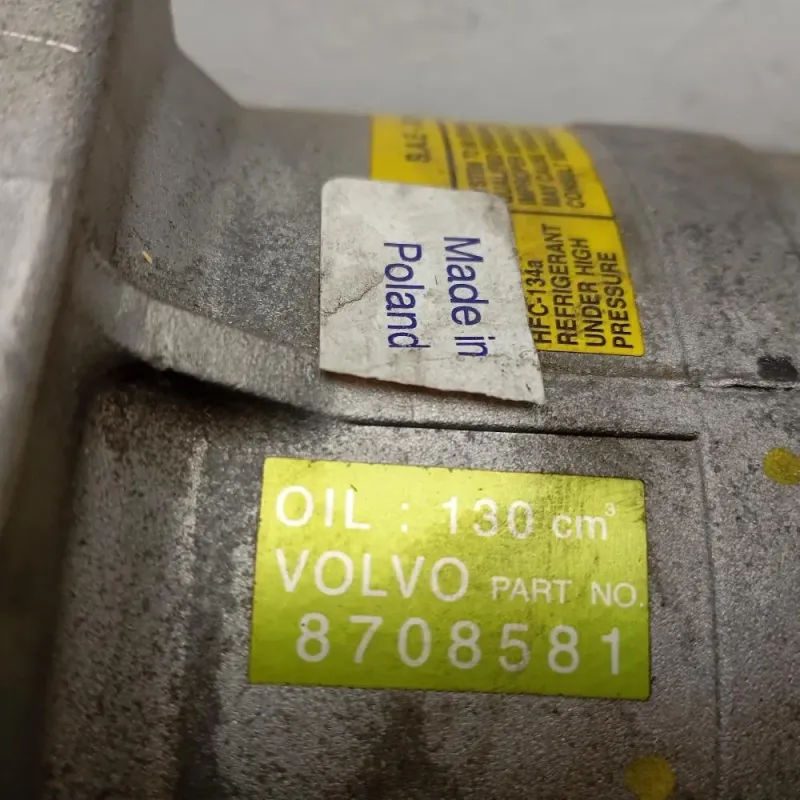 Made in
Poland
HFC-134a
REFRIGERANT
UNDER HIGH
PRESSURE
OIL : 130 cm³
VOLVO PART NO.
8708581